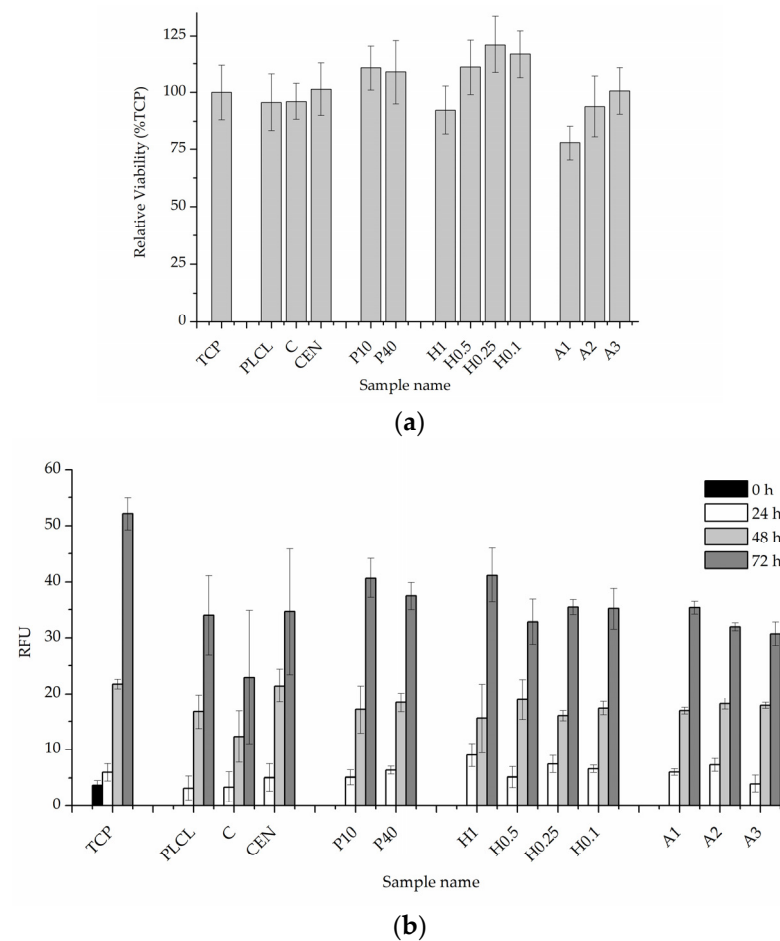 125
100
75
50
25
0
Relative Viability (%TCP)
TCP PLCL C CEN P10 P40 H1 H0.5 H0.25 H0.1 A1 A2 A3
Sample name
(a)
60
50
40
30
20
10
0
RFU
0 h
24 h
48 h
72 h
TCP PLCL C CEN P10 P40 H1 H0.5 H0.25 H0.1 A1 A2 A3
Sample name
(b)